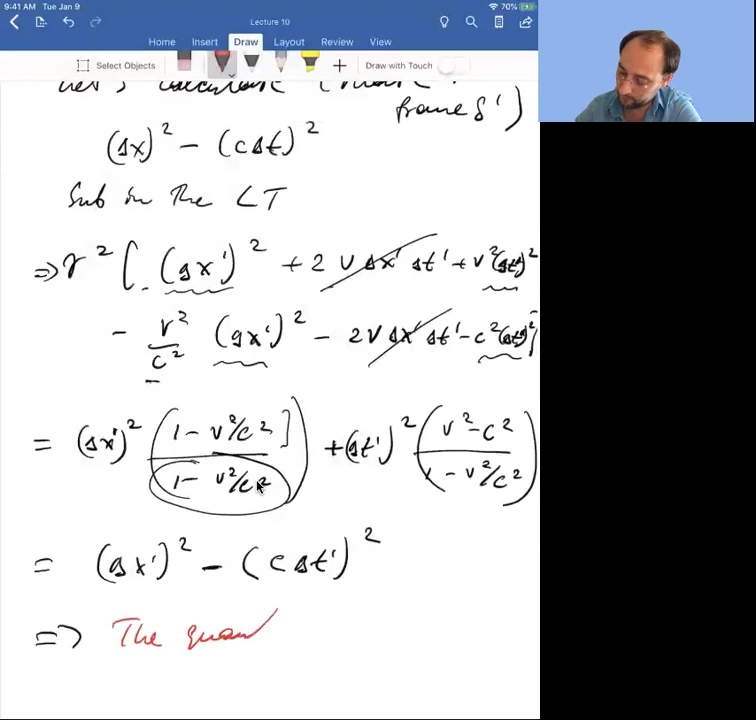 9:41 AM Tue Jan 9 70%
Lecture 10
Home Insert Draw Layout Review View
Select Objects Draw with Touch
frame S')
(Δx)² − (cΔt)²
Sub in the LT
⇒ γ² [ (Δx')² + 2 v Δx' Δt' + v²(Δt')²
− v²/c² (Δx')² − 2vΔx' Δt' − c²(Δt')² ]
= (Δx')² (1 − v²/c² / 1 − v²/c²) + (Δt')² (v² − c² / 1 − v²/c²)
= (Δx')² − (cΔt')²
⇒ The quan